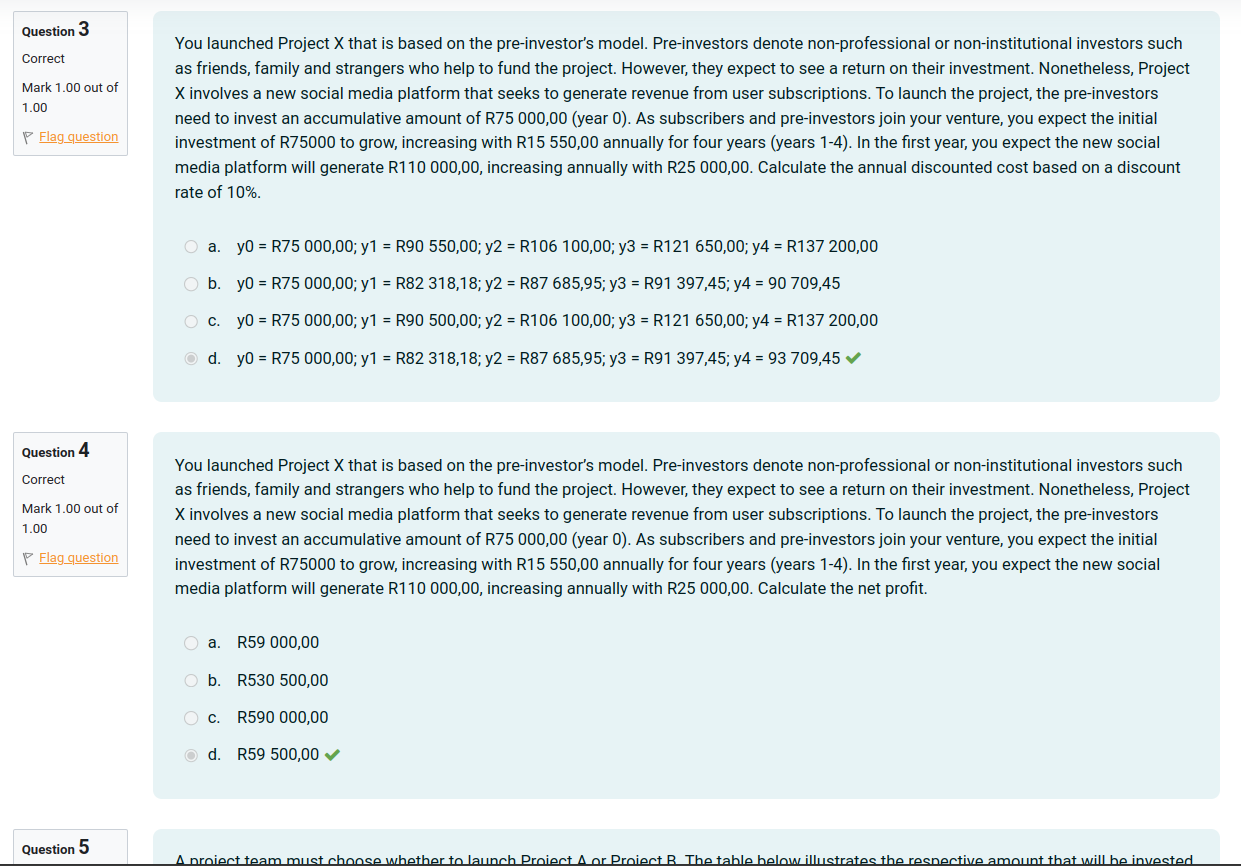 Question 3
Correct
Mark 1.00 out of
1.00
Flag question
You launched Project X that is based on the pre-investor’s model. Pre-investors denote non-professional or non-institutional investors such
as friends, family and strangers who help to fund the project. However, they expect to see a return on their investment. Nonetheless, Project
X involves a new social media platform that seeks to generate revenue from user subscriptions. To launch the project, the pre-investors
need to invest an accumulative amount of R75 000,00 (year 0). As subscribers and pre-investors join your venture, you expect the initial
investment of R75000 to grow, increasing with R15 550,00 annually for four years (years 1-4). In the first year, you expect the new social
media platform will generate R110 000,00, increasing annually with R25 000,00. Calculate the annual discounted cost based on a discount
rate of 10%.
a. y0 = R75 000,00; y1 = R90 550,00; y2 = R106 100,00; y3 = R121 650,00; y4 = R137 200,00
b. y0 = R75 000,00; y1 = R82 318,18; y2 = R87 685,95; y3 = R91 397,45; y4 = 90 709,45
c. y0 = R75 000,00; y1 = R90 500,00; y2 = R106 100,00; y3 = R121 650,00; y4 = R137 200,00
d. y0 = R75 000,00; y1 = R82 318,18; y2 = R87 685,95; y3 = R91 397,45; y4 = 93 709,45
Question 4
Correct
Mark 1.00 out of
1.00
Flag question
You launched Project X that is based on the pre-investor’s model. Pre-investors denote non-professional or non-institutional investors such
as friends, family and strangers who help to fund the project. However, they expect to see a return on their investment. Nonetheless, Project
X involves a new social media platform that seeks to generate revenue from user subscriptions. To launch the project, the pre-investors
need to invest an accumulative amount of R75 000,00 (year 0). As subscribers and pre-investors join your venture, you expect the initial
investment of R75000 to grow, increasing with R15 550,00 annually for four years (years 1-4). In the first year, you expect the new social
media platform will generate R110 000,00, increasing annually with R25 000,00. Calculate the net profit.
a. R59 000,00
b. R530 500,00
c. R590 000,00
d. R59 500,00
Question 5
A project team must choose whether to launch Project A or Project B. The table below illustrates the respective amount that will be invested